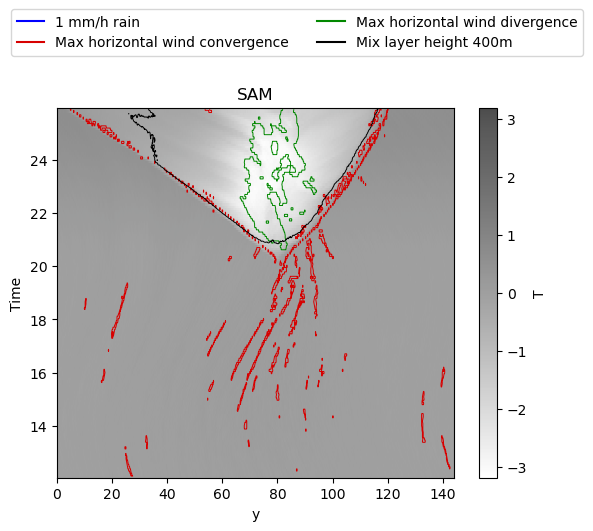 1 mm/h rain
Max horizontal wind convergence
Max horizontal wind divergence
Mix layer height 400m
SAM
24
22
20
18
16
14
Time
0 20 40 60 80 100 120 140
y
3
2
1
0
−1
−2
−3
T